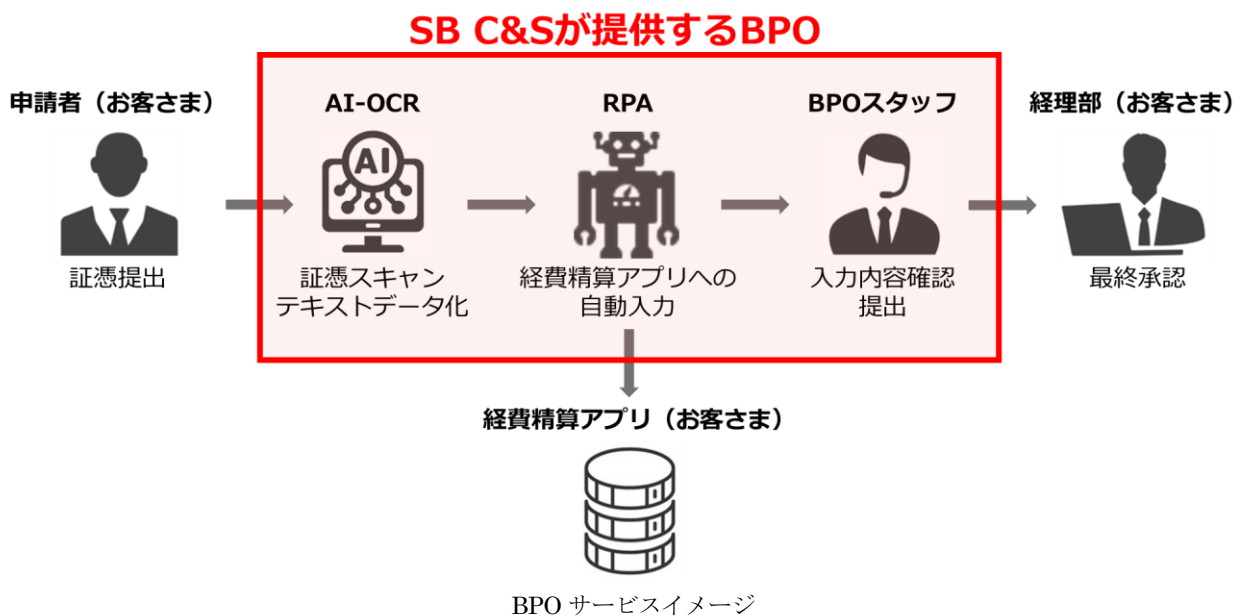 SB C&Sが提供するBPO
申請者（お客さま）
証憑提出
AI-OCR
AI
証憑スキャン
テキストデータ化
RPA
経費精算アプリへの
自動入力
BPOスタッフ
入力内容確認
提出
経理部（お客さま）
最終承認
経費精算アプリ（お客さま）
BPO サービスイメージ